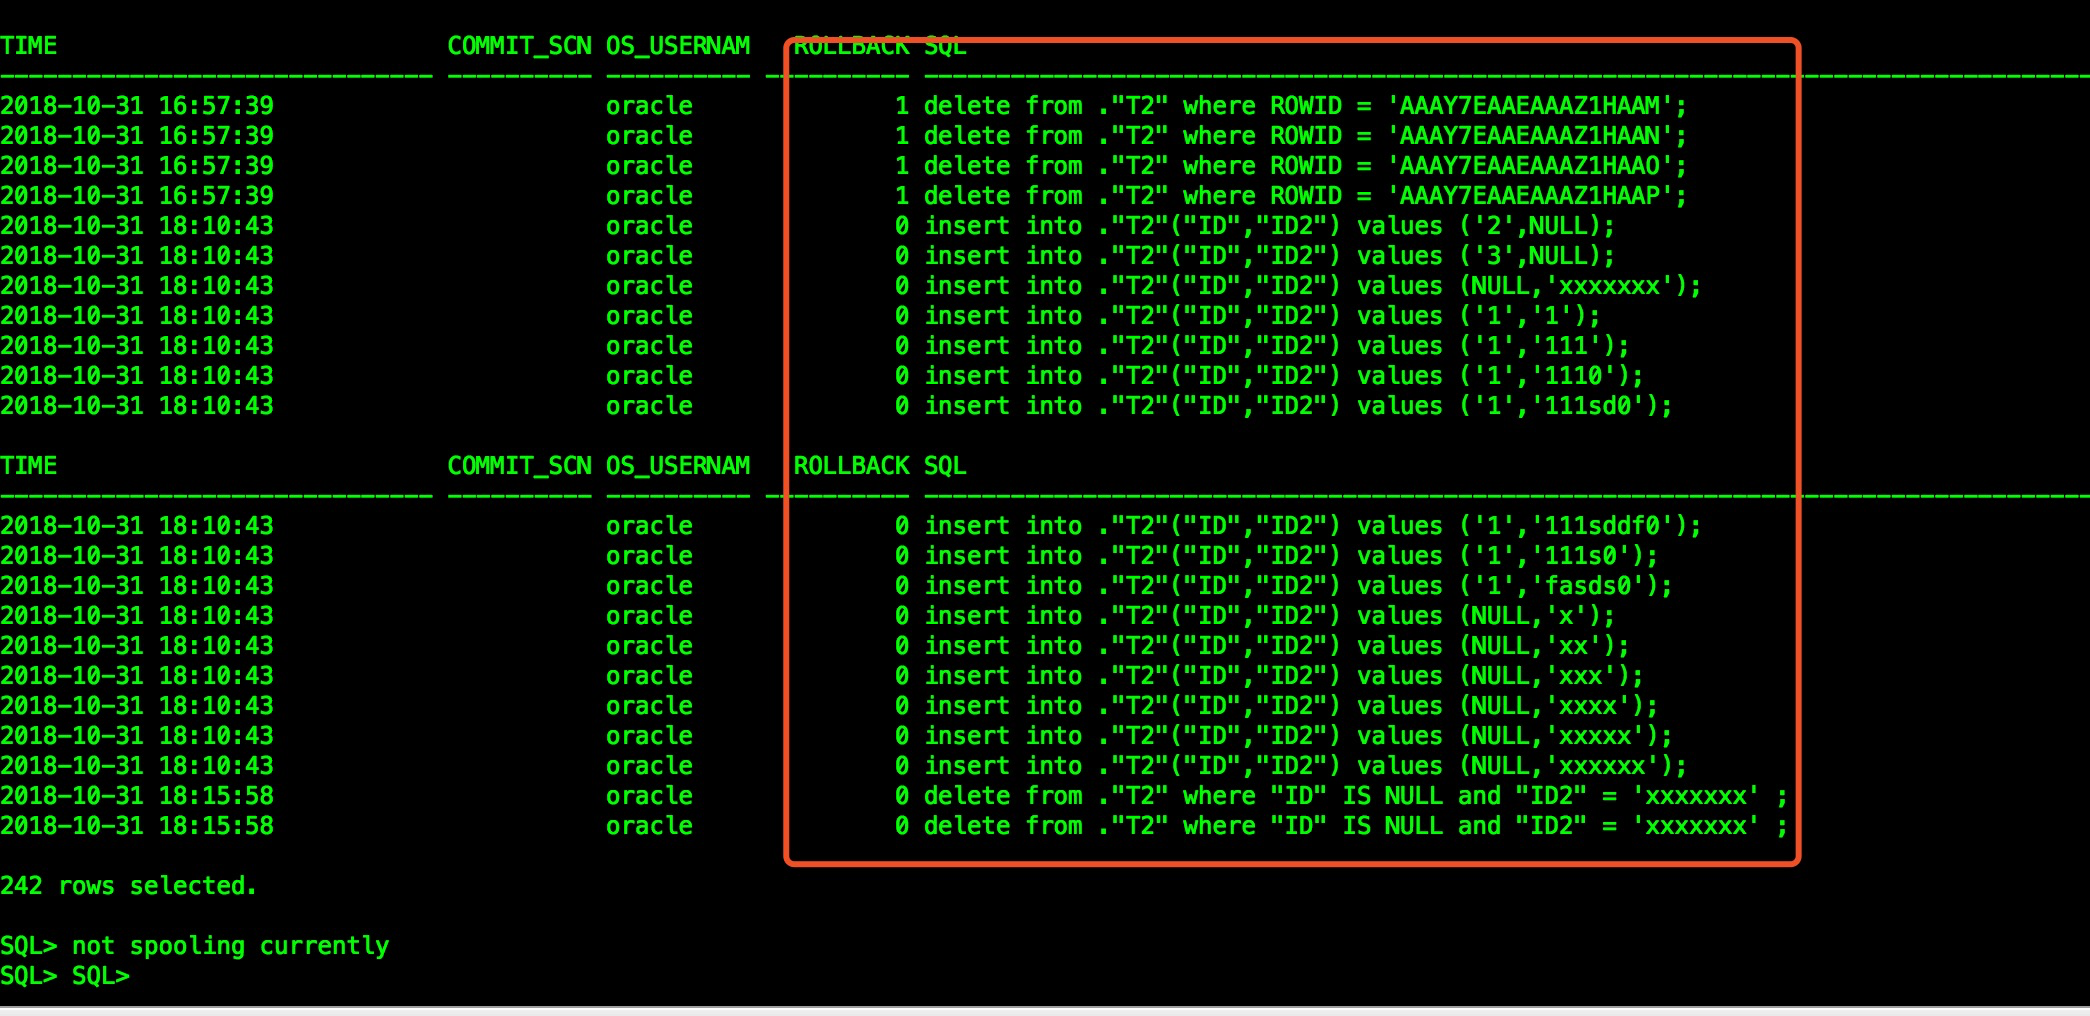 TIME                           COMMIT_SCN OS_USERNAM   ROLLBACK SQL
------------------------------ ---------- ---------- ---------- ---------------------------------------------------------------------------------
2018-10-31 16:57:39                       oracle              1 delete from ."T2" where ROWID = 'AAAY7EAAEAAAZ1HAAM';
2018-10-31 16:57:39                       oracle              1 delete from ."T2" where ROWID = 'AAAY7EAAEAAAZ1HAAN';
2018-10-31 16:57:39                       oracle              1 delete from ."T2" where ROWID = 'AAAY7EAAEAAAZ1HAAO';
2018-10-31 16:57:39                       oracle              1 delete from ."T2" where ROWID = 'AAAY7EAAEAAAZ1HAAP';
2018-10-31 18:10:43                       oracle              0 insert into ."T2"("ID","ID2") values ('2',NULL);
2018-10-31 18:10:43                       oracle              0 insert into ."T2"("ID","ID2") values ('3',NULL);
2018-10-31 18:10:43                       oracle              0 insert into ."T2"("ID","ID2") values (NULL,'xxxxxxx');
2018-10-31 18:10:43                       oracle              0 insert into ."T2"("ID","ID2") values ('1','1');
2018-10-31 18:10:43                       oracle              0 insert into ."T2"("ID","ID2") values ('1','111');
2018-10-31 18:10:43                       oracle              0 insert into ."T2"("ID","ID2") values ('1','1110');
2018-10-31 18:10:43                       oracle              0 insert into ."T2"("ID","ID2") values ('1','111sd0');
TIME                           COMMIT_SCN OS_USERNAM   ROLLBACK SQL
------------------------------ ---------- ---------- ---------- ---------------------------------------------------------------------------------
2018-10-31 18:10:43                       oracle              0 insert into ."T2"("ID","ID2") values ('1','111sddf0');
2018-10-31 18:10:43                       oracle              0 insert into ."T2"("ID","ID2") values ('1','111s0');
2018-10-31 18:10:43                       oracle              0 insert into ."T2"("ID","ID2") values ('1','fasds0');
2018-10-31 18:10:43                       oracle              0 insert into ."T2"("ID","ID2") values (NULL,'x');
2018-10-31 18:10:43                       oracle              0 insert into ."T2"("ID","ID2") values (NULL,'xx');
2018-10-31 18:10:43                       oracle              0 insert into ."T2"("ID","ID2") values (NULL,'xxx');
2018-10-31 18:10:43                       oracle              0 insert into ."T2"("ID","ID2") values (NULL,'xxxx');
2018-10-31 18:10:43                       oracle              0 insert into ."T2"("ID","ID2") values (NULL,'xxxxx');
2018-10-31 18:10:43                       oracle              0 insert into ."T2"("ID","ID2") values (NULL,'xxxxxx');
2018-10-31 18:15:58                       oracle              0 delete from ."T2" where "ID" IS NULL and "ID2" = 'xxxxxxx' ;
2018-10-31 18:15:58                       oracle              0 delete from ."T2" where "ID" IS NULL and "ID2" = 'xxxxxxx' ;
242 rows selected.
SQL> not spooling currently
SQL> SQL>